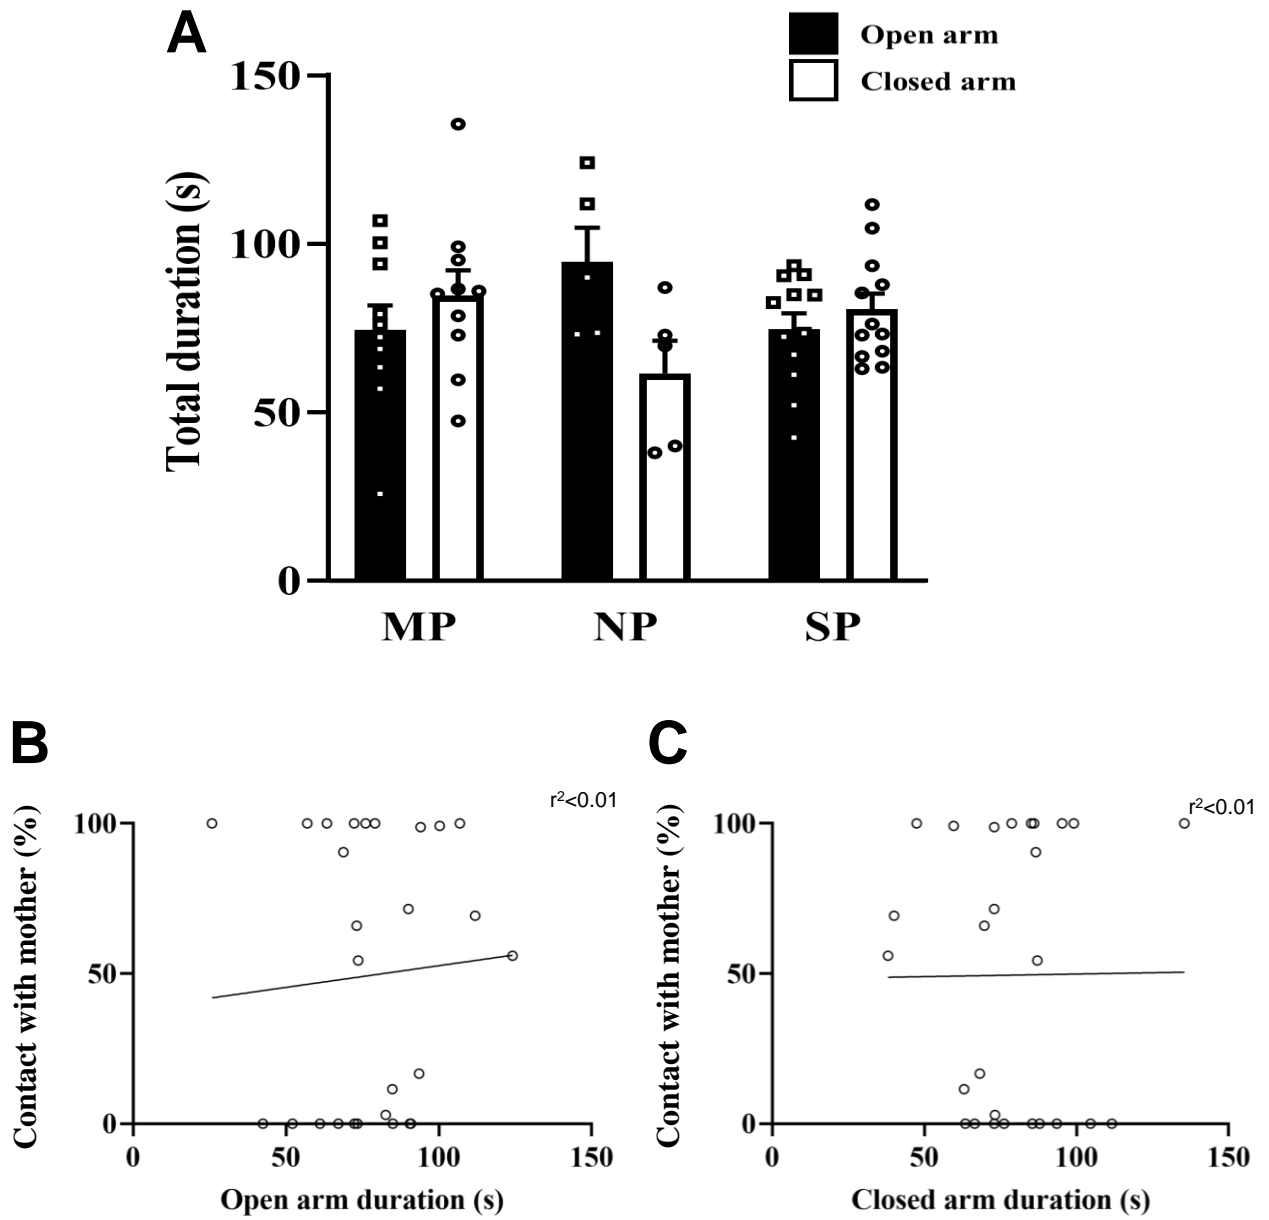 A
Open arm
Closed arm
Total duration (s)
150
100
50
0
MP NP SP
B
r²<0.01
Contact with mother (%)
100
50
0
0 50 100 150
Open arm duration (s)
C
r²<0.01
Contact with mother (%)
100
50
0
0 50 100 150
Closed arm duration (s)